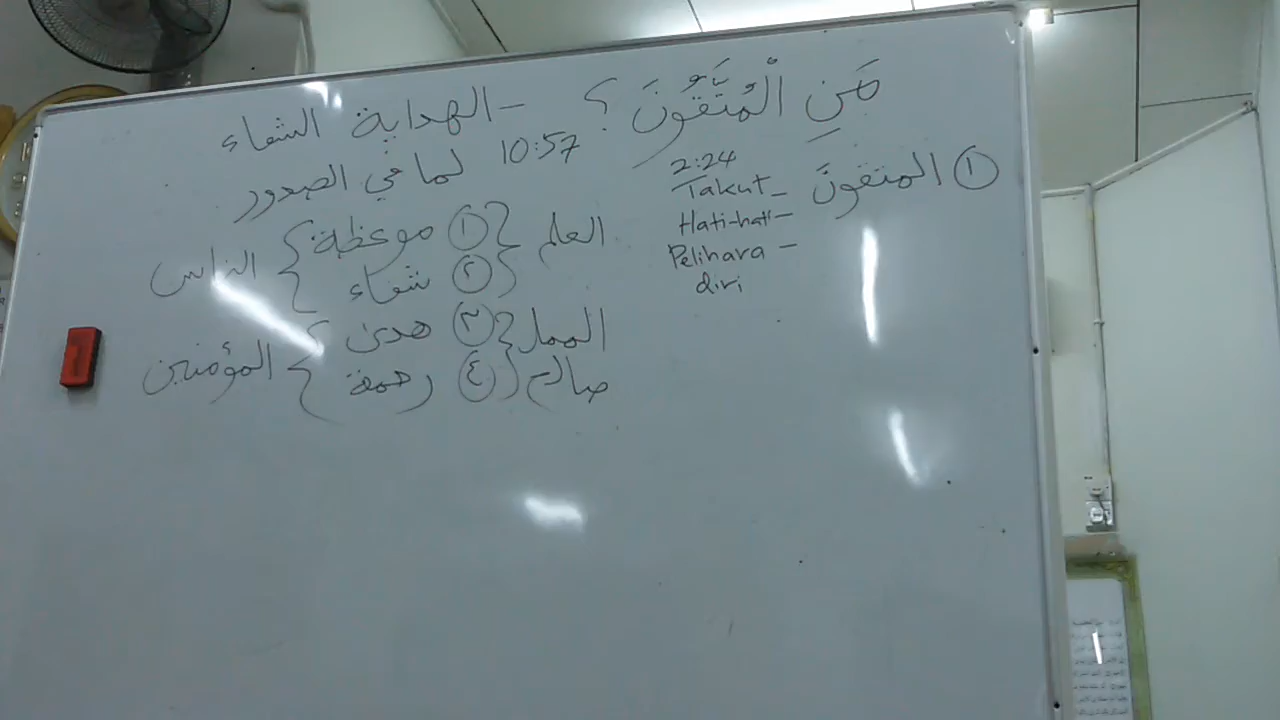 مَنِ الْمُتَّقُونَ ؟
① المتقونَ
2:24
Takut -
Hati-hati -
Pelihara -
diri
- الهداية الشفاء
لما في الصدور 10:57
العلم { ① موعظة } الناس
② شفاء
العمل { ③ هدى } المؤمنين
صالح ④ رحمة